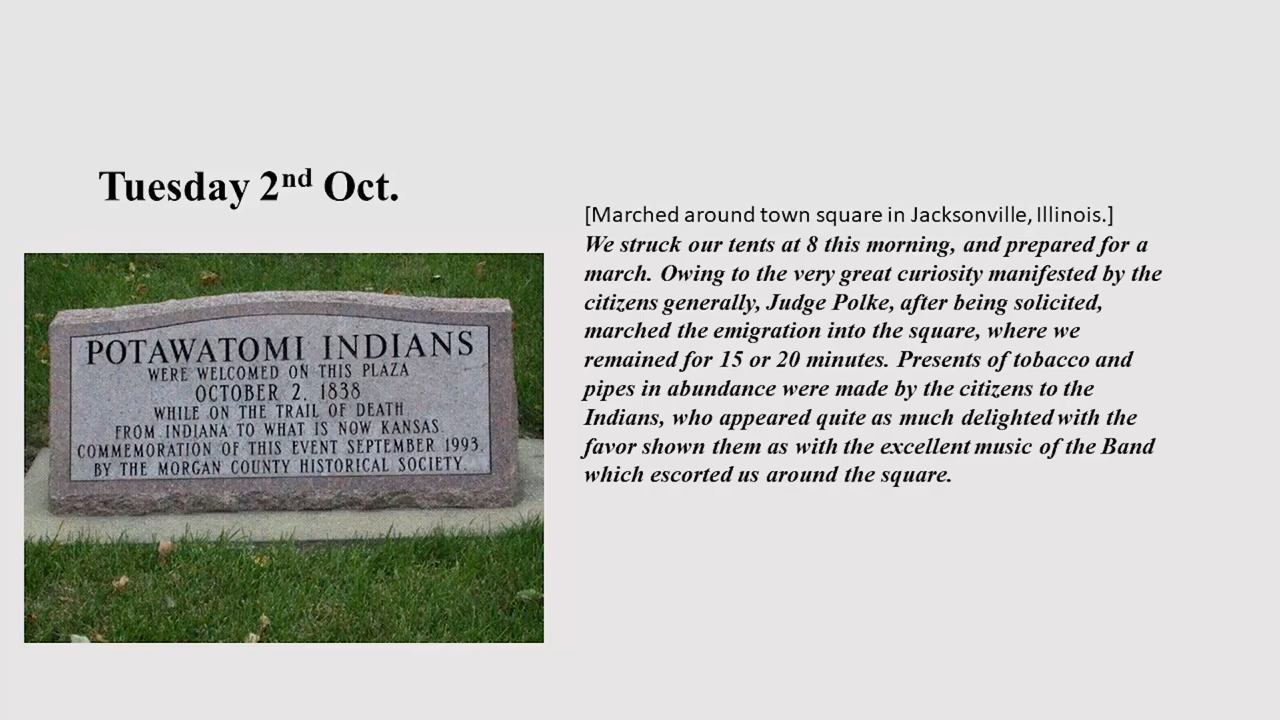 Tuesday 2nd Oct.
POTAWATOMI INDIANS
WERE WELCOMED ON THIS PLAZA
OCTOBER 2, 1838
WHILE ON THE TRAIL OF DEATH
FROM INDIANA TO WHAT IS NOW KANSAS.
COMMEMORATION OF THIS EVENT SEPTEMBER 1993
BY THE MORGAN COUNTY HISTORICAL SOCIETY.
[Marched around town square in Jacksonville, Illinois.]
We struck our tents at 8 this morning, and prepared for a
march. Owing to the very great curiosity manifested by the
citizens generally, Judge Polke, after being solicited,
marched the emigration into the square, where we
remained for 15 or 20 minutes. Presents of tobacco and
pipes in abundance were made by the citizens to the
Indians, who appeared quite as much delighted with the
favor shown them as with the excellent music of the Band
which escorted us around the square.